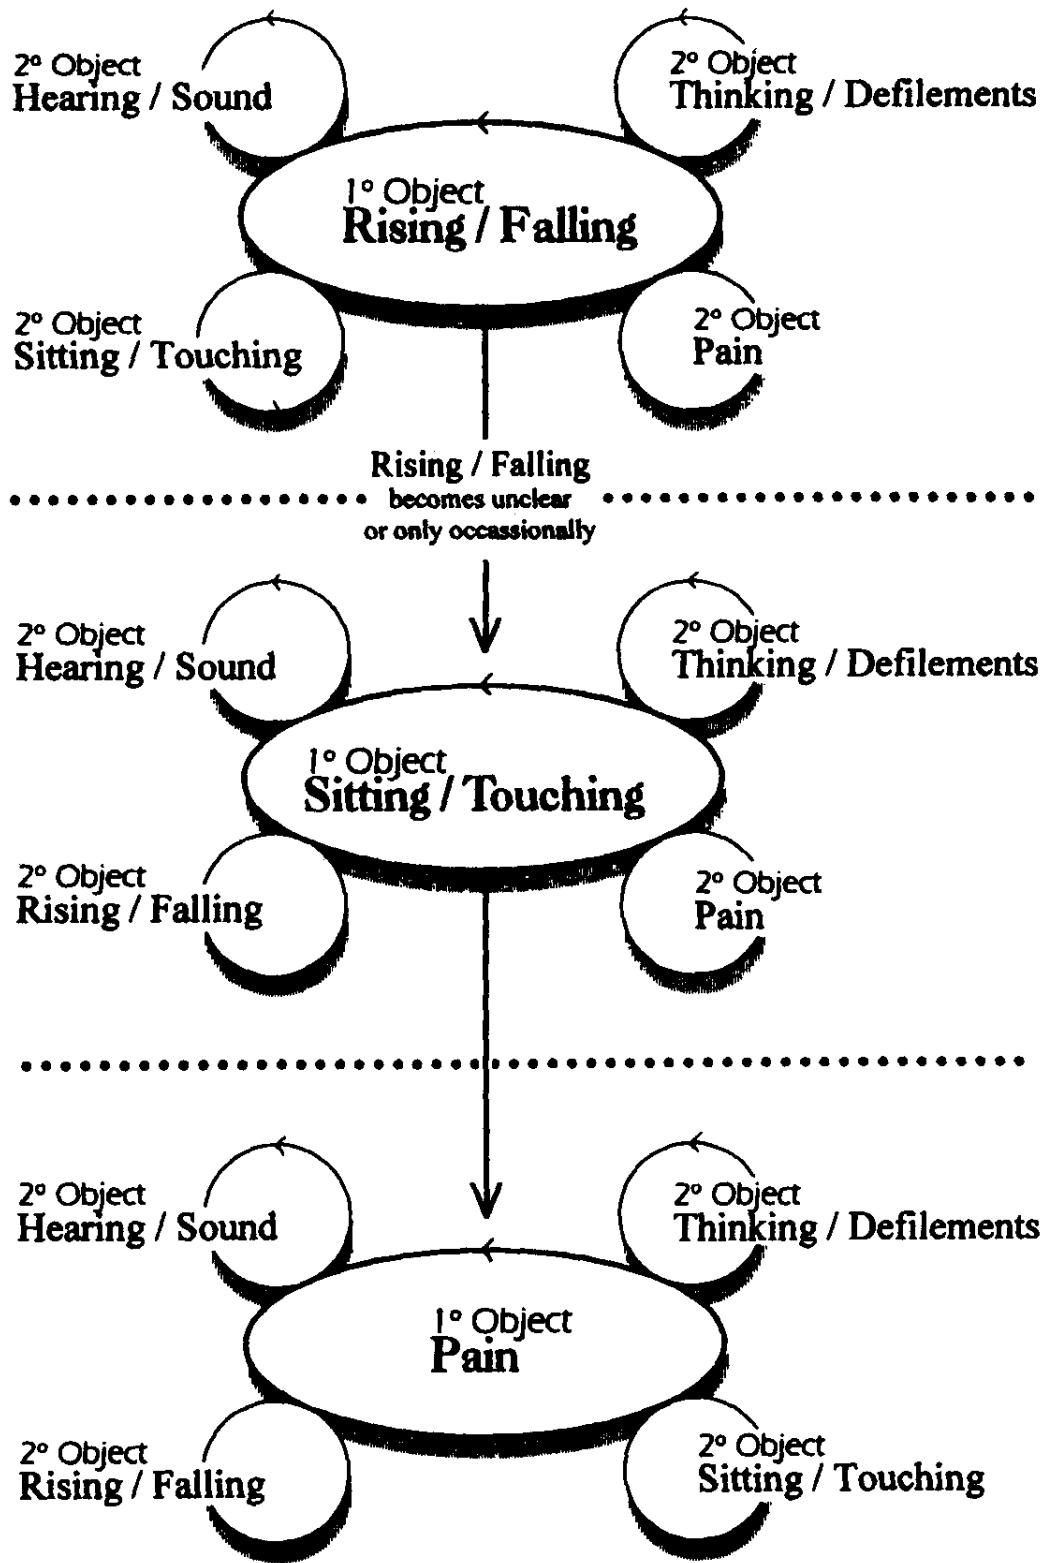 2° Object
Hearing / Sound
2° Object
Thinking / Defilements
1° Object
Rising / Falling
2° Object
Sitting / Touching
2° Object
Pain
Rising / Falling
becomes unclear
or only occassionally
2° Object
Hearing / Sound
2° Object
Thinking / Defilements
1° Object
Sitting / Touching
2° Object
Rising / Falling
2° Object
Pain
2° Object
Hearing / Sound
2° Object
Thinking / Defilements
1° Object
Pain
2° Object
Rising / Falling
2° Object
Sitting / Touching